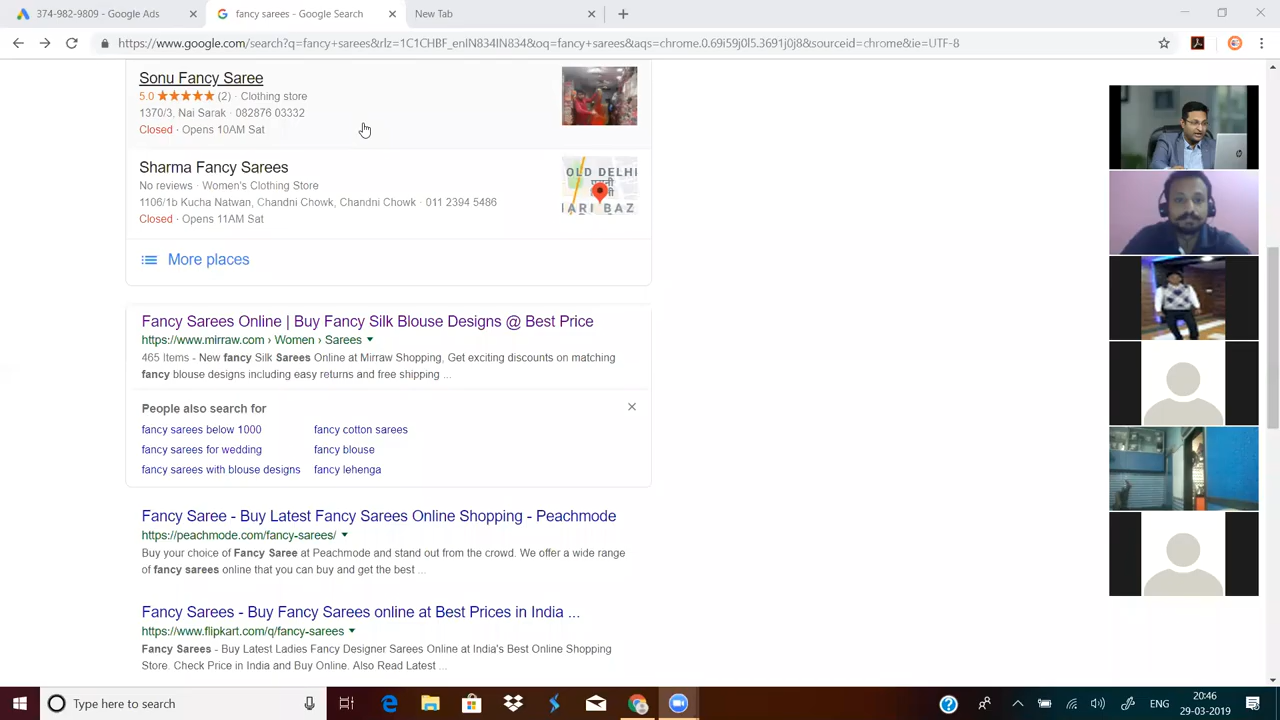 374-982-9809 - Google Ads
fancy sarees - Google Search
New Tab
https://www.google.com/search?q=fancy+sarees&rlz=1C1CHBF_enIN834IN834&oq=fancy+sarees&aqs=chrome.0.69i59j0l5.3691j0j8&sourceid=chrome&ie=UTF-8
Sonu Fancy Saree
5.0 ★★★★★ (2) · Clothing store
1370/3, Nai Sarak · 082876 03332
Closed · Opens 10AM Sat
Sharma Fancy Sarees
No reviews · Women's Clothing Store
1106/1b Kucha Natwan, Chandni Chowk, Chandni Chowk · 011 2394 5486
Closed · Opens 11AM Sat
OLD DELHI
पुरानी
दिल्ली
ARI BAZ
More places
Fancy Sarees Online | Buy Fancy Silk Blouse Designs @ Best Price
https://www.mirraw.com › Women › Sarees
465 Items - New fancy Silk Sarees Online at Mirraw Shopping, Get exciting discounts on matching
fancy blouse designs including easy returns and free shipping ...
People also search for
fancy sarees below 1000
fancy cotton sarees
fancy sarees for wedding
fancy blouse
fancy sarees with blouse designs
fancy lehenga
Fancy Saree - Buy Latest Fancy Sarees Online Shopping - Peachmode
https://peachmode.com/fancy-sarees/
Buy your choice of Fancy Saree at Peachmode and stand out from the crowd. We offer a wide range
of fancy sarees online that you can buy and get the best ...
Fancy Sarees - Buy Fancy Sarees online at Best Prices in India ...
https://www.flipkart.com/q/fancy-sarees
Fancy Sarees - Buy Latest Ladies Fancy Designer Sarees Online at India's Best Online Shopping
Store. Check Price in India and Buy Online. Also Read Latest ...
Type here to search
ENG
20:46
29-03-2019